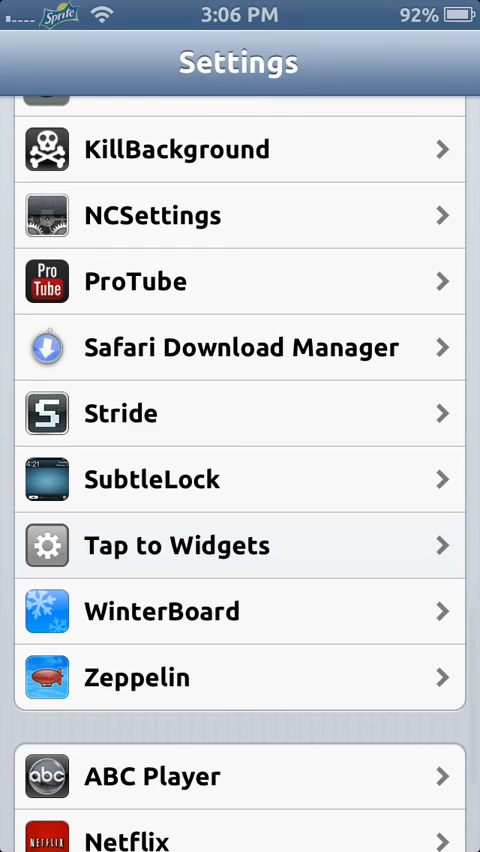 Sprite
3:06 PM
92%
Settings
KillBackground
NCSettings
Pro
Tube
ProTube
Safari Download Manager
S
Stride
4:21
SubtleLock
Tap to Widgets
WinterBoard
Zeppelin
abc
ABC Player
NETFLIX
Netflix